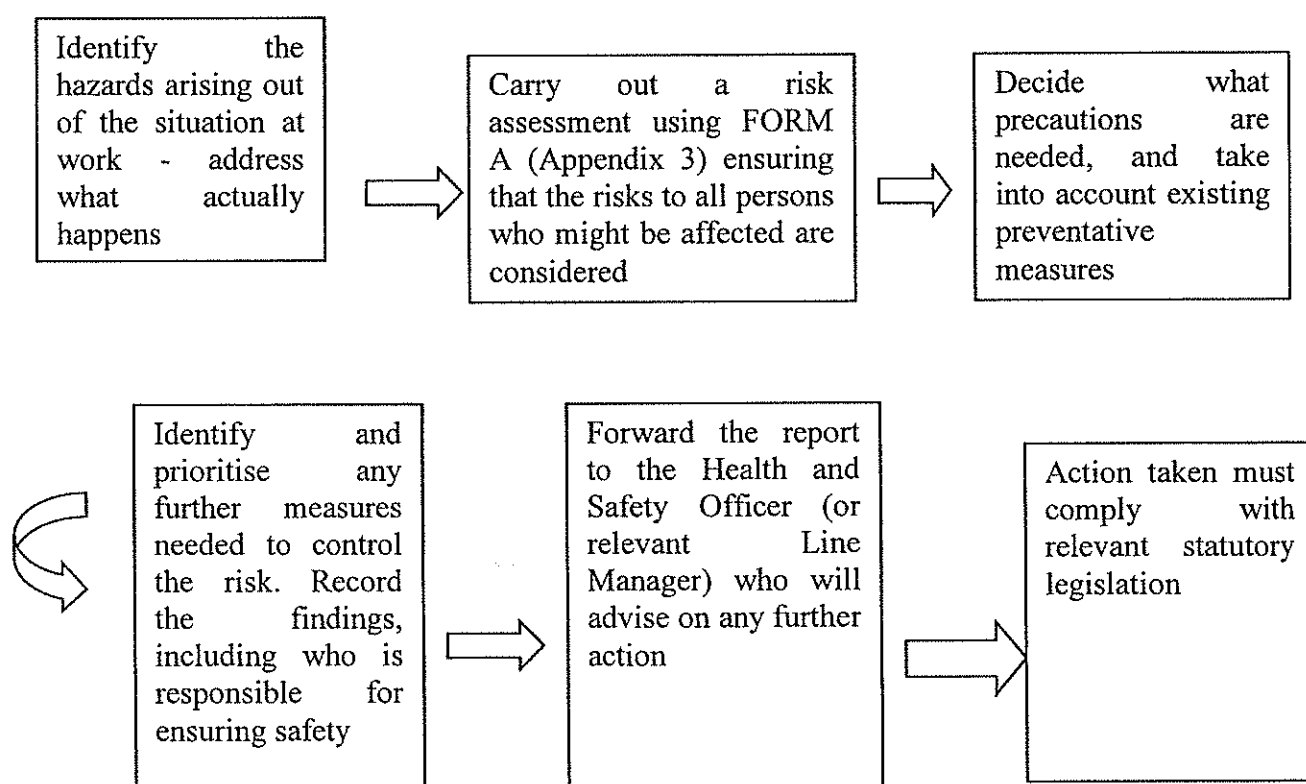 Identify the
hazards arising out
of the situation at
work - address
what actually
happens
Carry out a risk
assessment using FORM
A (Appendix 3) ensuring
that the risks to all persons
who might be affected are
considered
Decide what
precautions are
needed, and take
into account existing
preventative
measures
Identify and
prioritise any
further measures
needed to control
the risk. Record
the findings,
including who is
responsible for
ensuring safety
Forward the report
to the Health and
Safety Officer (or
relevant Line
Manager) who will
advise on any further
action
Action taken must
comply with
relevant statutory
legislation